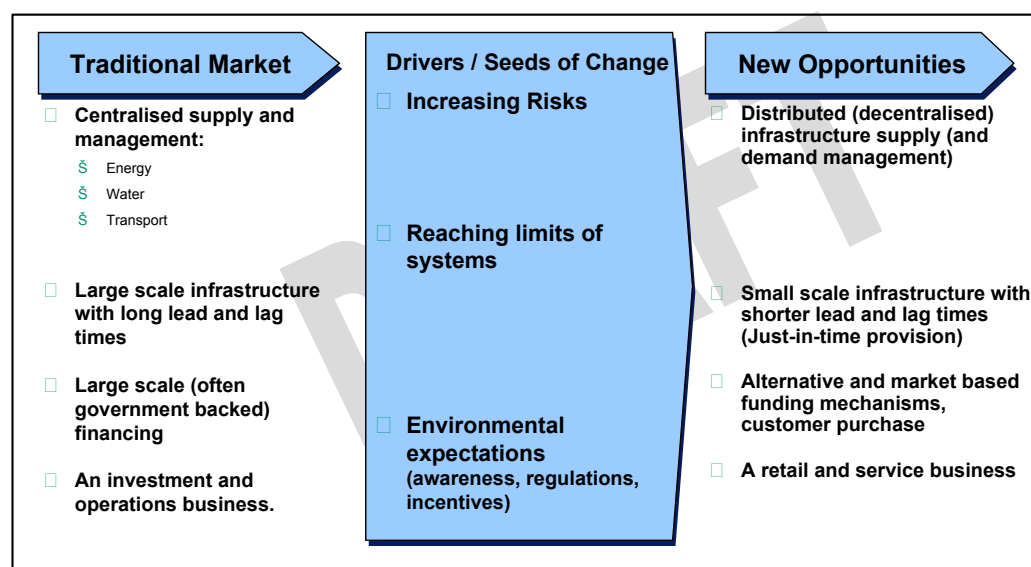 Traditional Market
Centralised supply and
management:
Š Energy
Š Water
Š Transport
Large scale infrastructure
with long lead and lag
times
Large scale (often
government backed)
financing
An investment and
operations business.
Drivers / Seeds of Change
Increasing Risks
Reaching limits of
systems
Environmental
expectations
(awareness, regulations,
incentives)
New Opportunities
Distributed (decentralised)
infrastructure supply (and
demand management)
Small scale infrastructure with
shorter lead and lag times
(Just-in-time provision)
Alternative and market based
funding mechanisms,
customer purchase
A retail and service business
DRAFT